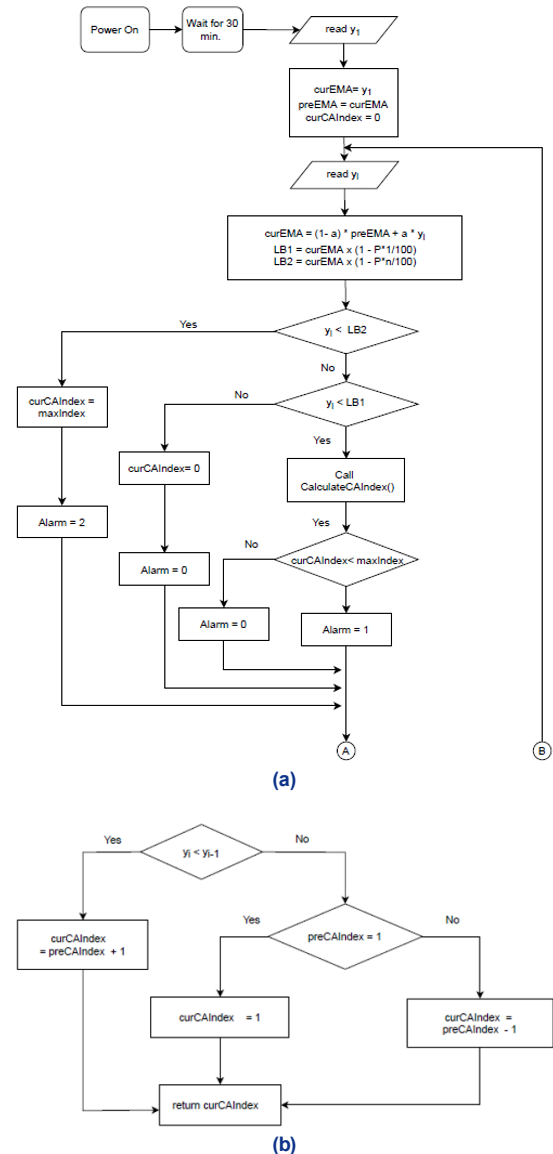 Power On
Wait for 30
min.
read y1
curEMA= y1
preEMA = curEMA
curCAIndex = 0
read yI
curEMA = (1- a) * preEMA + a * yI
LB1 = curEMA x (1 - P*1/100)
LB2 = curEMA x (1 - P*n/100)
Yes
yI < LB2
No
curCAIndex =
maxIndex
No
yI < LB1
Yes
curCAIndex= 0
Call
CalculateCAIndex()
Alarm = 2
Yes
No
curCAIndex< maxIndex
Alarm = 0
Alarm = 0
Alarm = 1
A
B
(a)
Yes
No
yi < yi-1
curCAIndex
= preCAIndex + 1
Yes
preCAIndex = 1
No
curCAIndex = 1
curCAIndex =
preCAIndex - 1
return curCAIndex
(b)